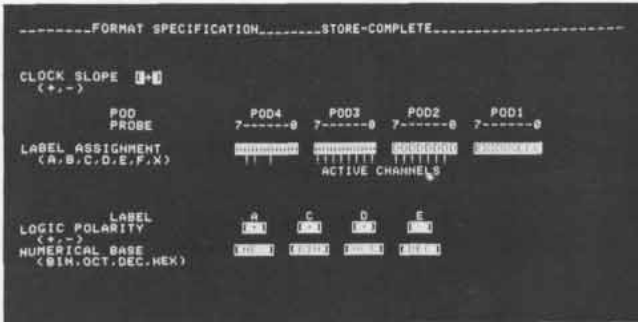 FORMAT SPECIFICATION STORE-COMPLETE
CLOCK SLOPE [+]
(+,-)
POD POD4 POD3 POD2 POD1
PROBE 7------0 7------0 7------0 7------0
LABEL ASSIGNMENT
(A,B,C,D,E,F,X)
ACTIVE CHANNELS
LABEL A C D E
LOGIC POLARITY
(+,-)
NUMERICAL BASE
(BIN,OCT,DEC,HEX)